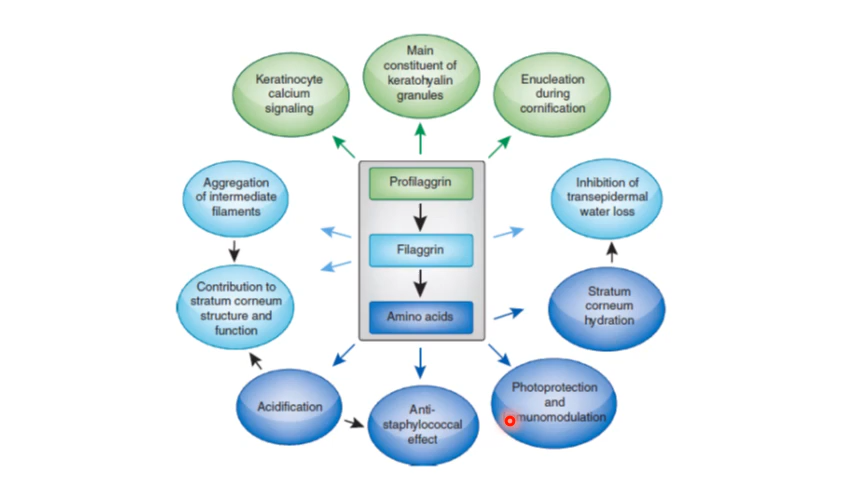 Keratinocyte
calcium
signaling
Main
constituent of
keratohyalin
granules
Enucleation
during
cornification
Aggregation
of intermediate
filaments
Profilaggrin
Inhibition of
transepidermal
water loss
Filaggrin
Contribution to
stratum corneum
structure and
function
Amino acids
Stratum
corneum
hydration
Acidification
Anti-
staphylococcal
effect
Photoprotection
and